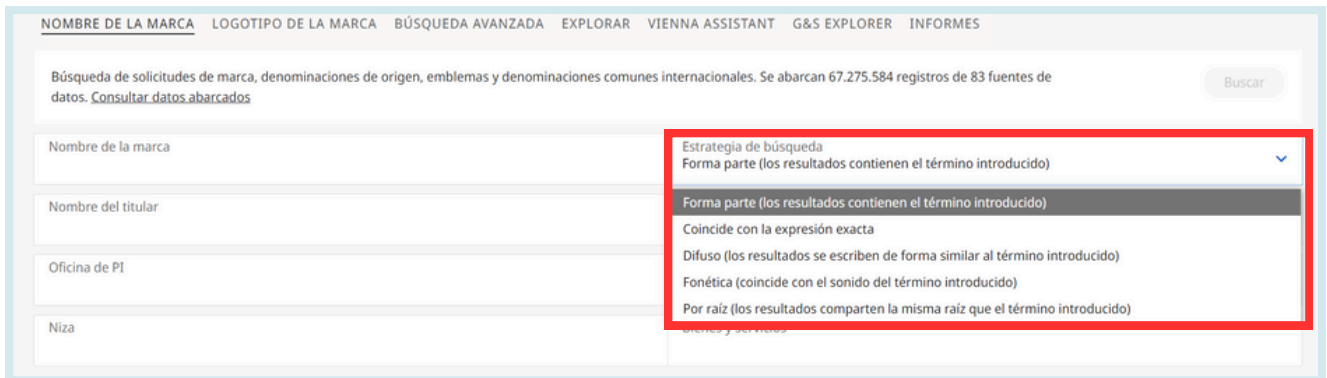 NOMBRE DE LA MARCA LOGOTIPO DE LA MARCA BÚSQUEDA AVANZADA EXPLORAR VIENNA ASSISTANT G&S EXPLORER INFORMES
Búsqueda de solicitudes de marca, denominaciones de origen, emblemas y denominaciones comunes internacionales. Se abarcan 67.275.584 registros de 83 fuentes de
datos. Consultar datos abarcados
Buscar
Nombre de la marca
Estrategia de búsqueda
Forma parte (los resultados contienen el término introducido)
Nombre del titular
Forma parte (los resultados contienen el término introducido)
Coincide con la expresión exacta
Difuso (los resultados se escriben de forma similar al término introducido)
Oficina de PI
Fonética (coincide con el sonido del término introducido)
Por raíz (los resultados comparten la misma raíz que el término introducido)
Niza
Bienes y servicios